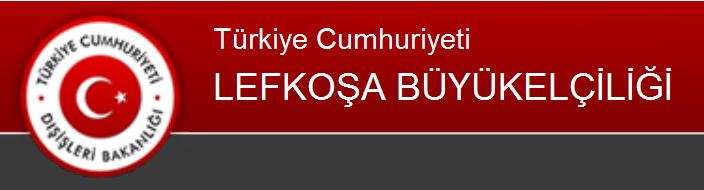 TÜRKİYE CUMHURİYETİ
DIŞİŞLERİ BAKANLIĞI
Türkiye Cumhuriyeti
LEFKOŞA BÜYÜKELÇİLİĞİ